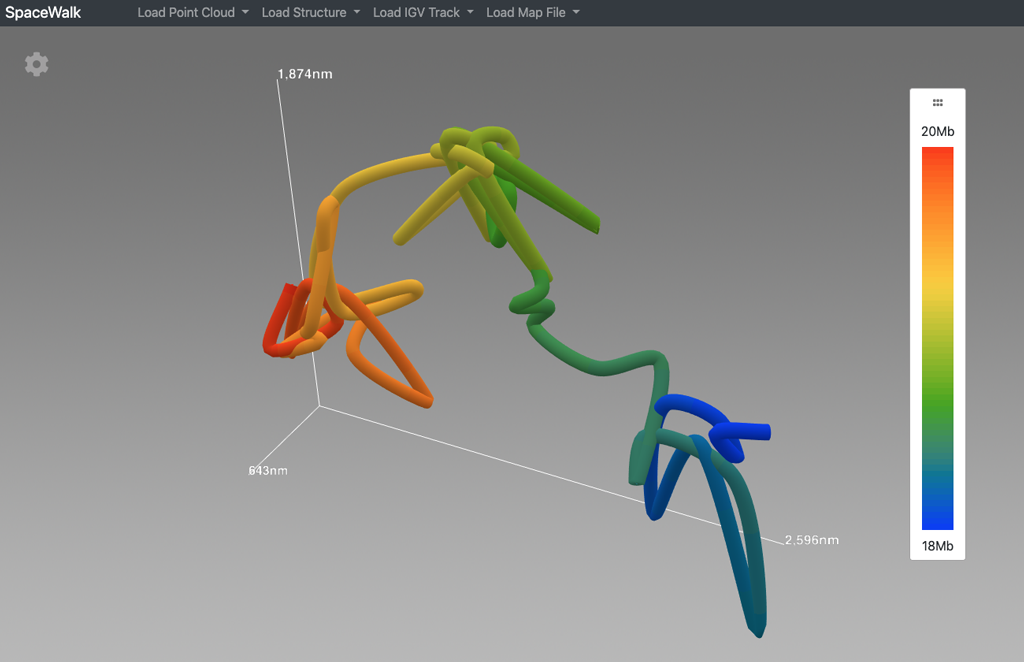 SpaceWalk Load Point Cloud Load Structure Load IGV Track Load Map File
1,874nm
20Mb
643nm
2,596nm
18Mb